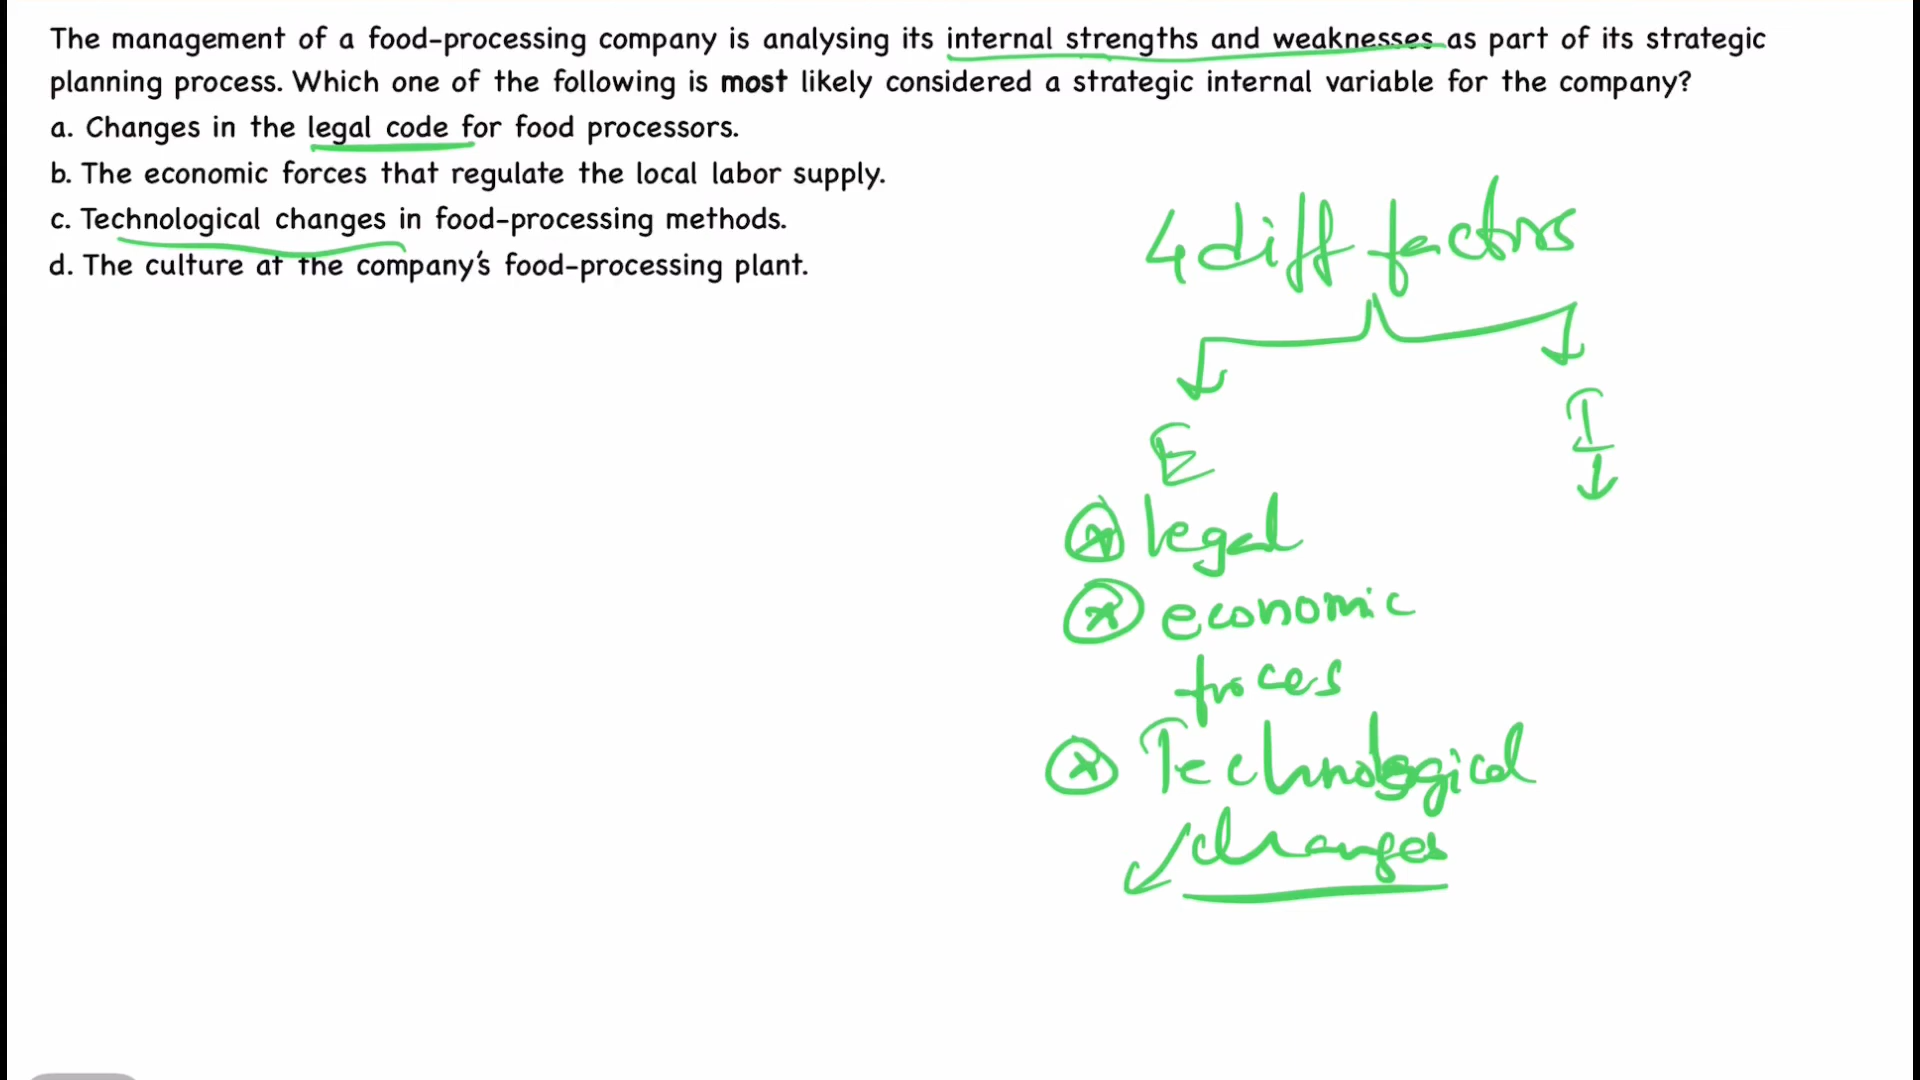 The management of a food-processing company is analysing its internal strengths and weaknesses as part of its strategic
planning process. Which one of the following is most likely considered a strategic internal variable for the company?
a. Changes in the legal code for food processors.
b. The economic forces that regulate the local labor supply.
c. Technological changes in food-processing methods.
d. The culture at the company's food-processing plant.
4 diff factors
E
I
legal
economic
forces
Technological
changes